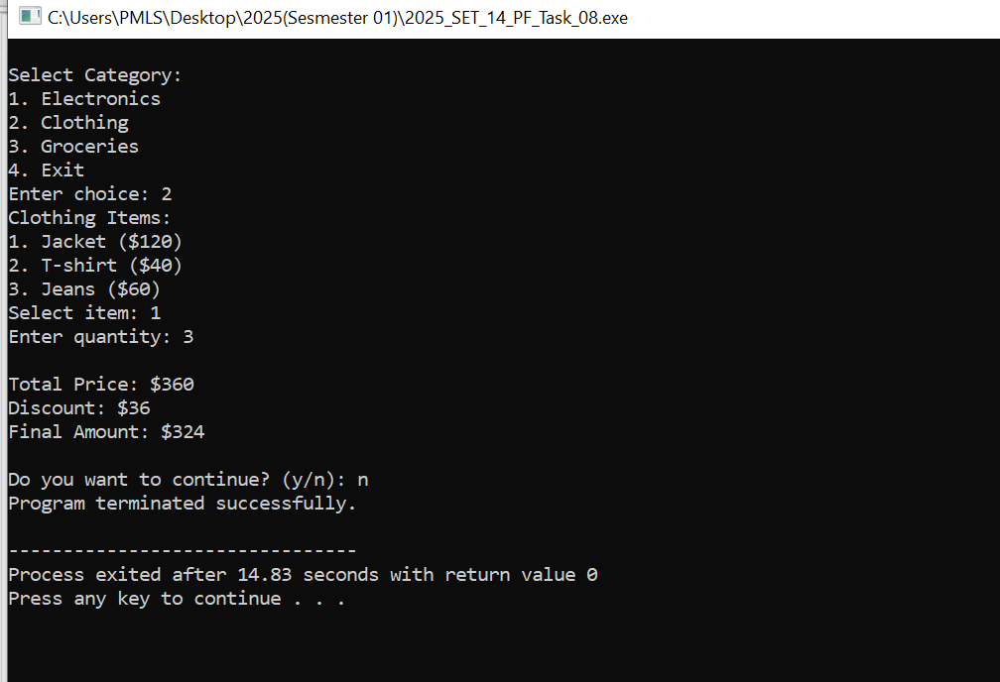 C:\Users\PMLS\Desktop\2025(Sesmester 01)\2025_SET_14_PF_Task_08.exe
Select Category:
1. Electronics
2. Clothing
3. Groceries
4. Exit
Enter choice: 2
Clothing Items:
1. Jacket ($120)
2. T-shirt ($40)
3. Jeans ($60)
Select item: 1
Enter quantity: 3
Total Price: $360
Discount: $36
Final Amount: $324
Do you want to continue? (y/n): n
Program terminated successfully.
--------------------------------
Process exited after 14.83 seconds with return value 0
Press any key to continue . . .